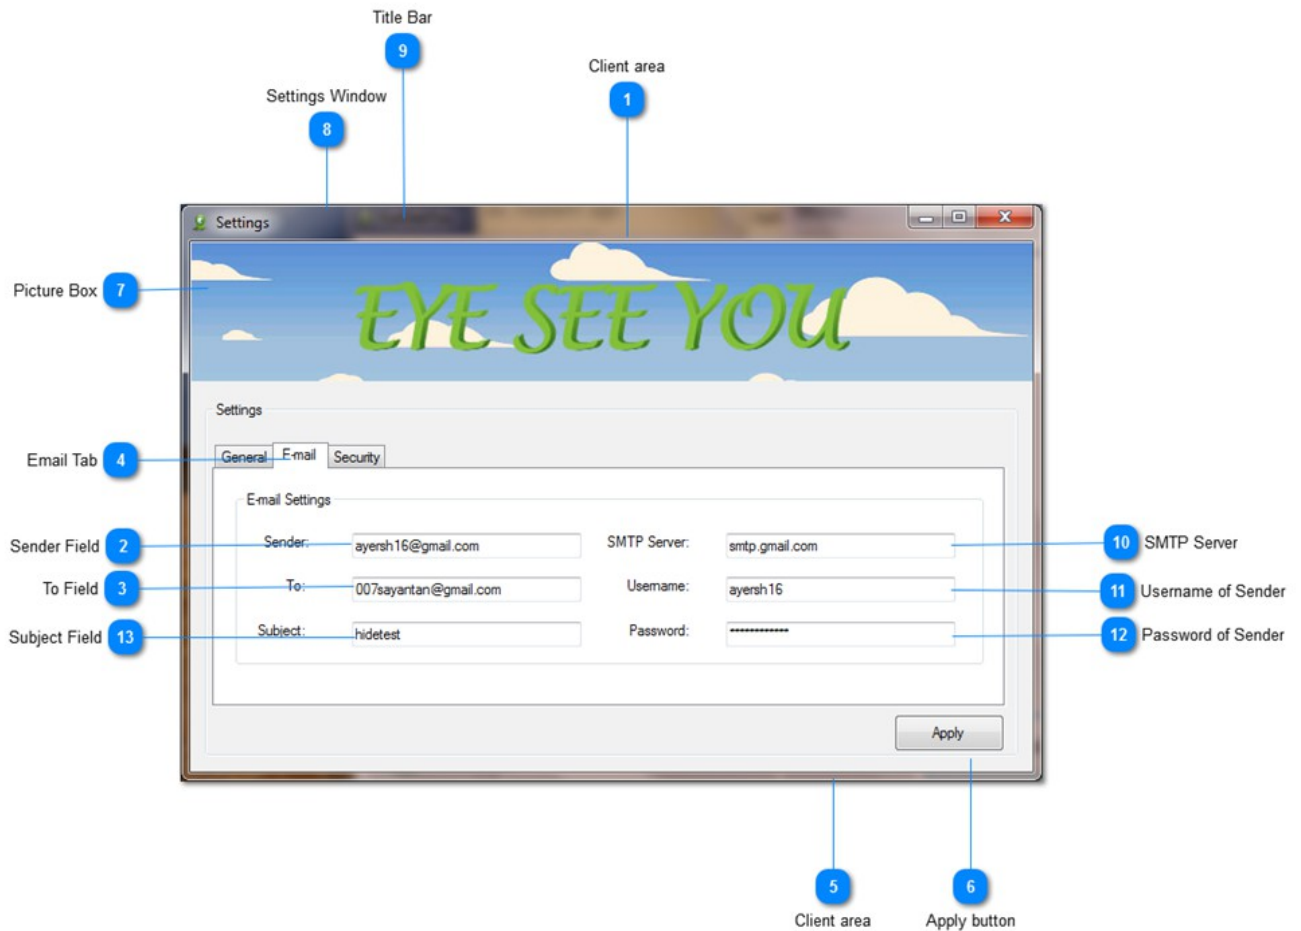 Title Bar
9
Client area
1
Settings Window
8
Settings
EYE SEE YOU
Picture Box 7
Settings
General E-mail Security
Email Tab 4
E-mail Settings
Sender Field 2 Sender: ayersh16@gmail.com SMTP Server: smtp.gmail.com 10 SMTP Server
To Field 3 To: 007sayantan@gmail.com Username: ayersh16 11 Username of Sender
Subject Field 13 Subject: hidetest Password: ************ 12 Password of Sender
Apply
5 6
Client area Apply button